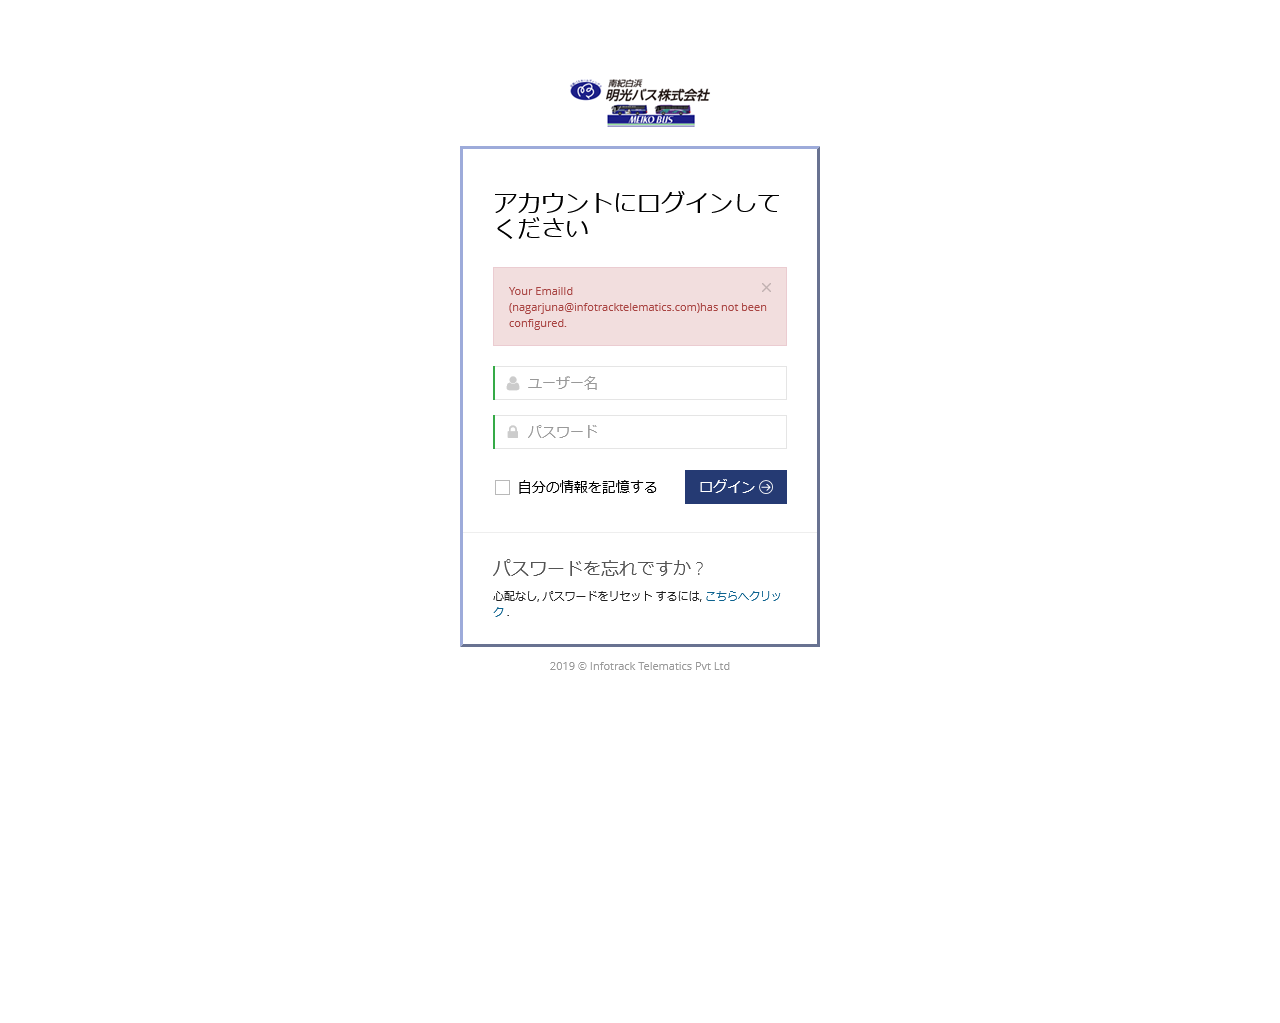 南紀白浜
明光バス株式会社
MEIKO BUS
アカウントにログインして
ください
Your EmailId
(nagarjuna@infotracktelematics.com)has not been
configured.
ユーザー名
パスワード
自分の情報を記憶する
ログイン
パスワードを忘れですか ?
心配なし, パスワードをリセット するには, こちらへクリッ
ク .
2019 © Infotrack Telematics Pvt Ltd